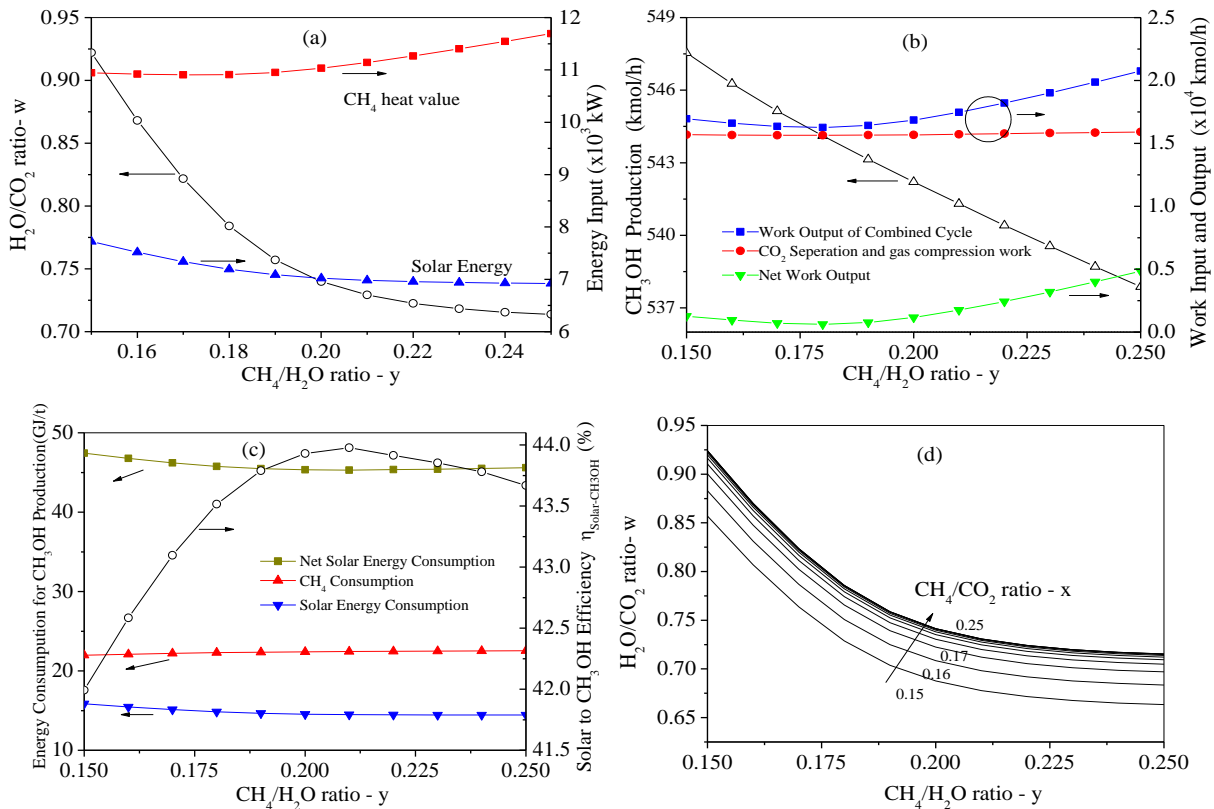 (a)
H₂O/CO₂ ratio- w
0.95
0.90
0.85
0.80
0.75
0.70
12
11
10
9
8
7
6
Energy Input (x10³ kW)
CH₄ heat value
Solar Energy
0.16 0.18 0.20 0.22 0.24
CH₄/H₂O ratio - y
(b)
CH₃OH Production (kmol/h)
549
546
544
542
540
537
2.5
2.0
1.5
1.0
0.5
0.0
Work Input and Output (x10⁴ kmol/h)
Work Output of Combined Cycle
CO₂ Seperation and gas compression work
Net Work Output
0.150 0.175 0.200 0.225 0.250
CH₄/H₂O ratio - y
(c)
Energy Consumpution for CH₃OH Production(GJ/t)
50
40
30
20
10
44.0
43.5
43.0
42.5
42.0
41.5
Solar to CH₃OH Efficiency η Solar-CH3OH (%)
Net Solar Energy Consumption
CH₄ Consumption
Solar Energy Consumption
0.150 0.175 0.200 0.225 0.250
CH₄/H₂O ratio - y
(d)
H₂O/CO₂ ratio- w
0.95
0.90
0.85
0.80
0.75
0.70
0.65
CH₄/CO₂ ratio - x
0.25
0.17
0.16
0.15
0.150 0.175 0.200 0.225 0.250
CH₄/H₂O ratio - y